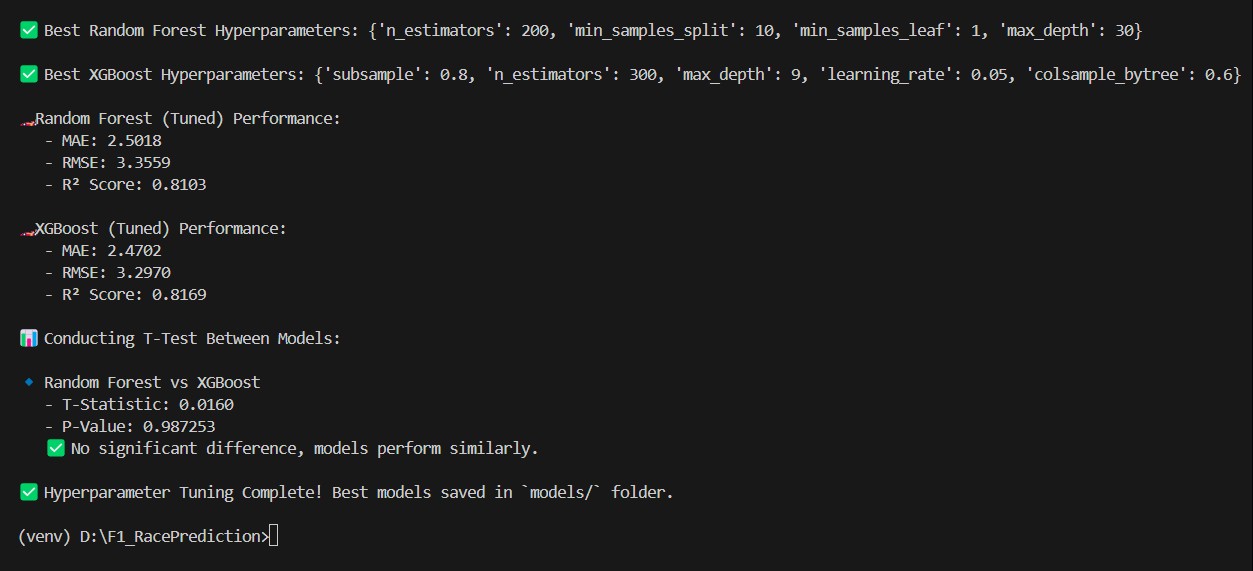 ✅ Best Random Forest Hyperparameters: {'n_estimators': 200, 'min_samples_split': 10, 'min_samples_leaf': 1, 'max_depth': 30}
✅ Best XGBoost Hyperparameters: {'subsample': 0.8, 'n_estimators': 300, 'max_depth': 9, 'learning_rate': 0.05, 'colsample_bytree': 0.6}
🏎️Random Forest (Tuned) Performance:
- MAE: 2.5018
- RMSE: 3.3559
- R² Score: 0.8103
🏎️XGBoost (Tuned) Performance:
- MAE: 2.4702
- RMSE: 3.2970
- R² Score: 0.8169
📊 Conducting T-Test Between Models:
🔹 Random Forest vs XGBoost
- T-Statistic: 0.0160
- P-Value: 0.987253
✅ No significant difference, models perform similarly.
✅ Hyperparameter Tuning Complete! Best models saved in `models/` folder.
(venv) D:\F1_RacePrediction>